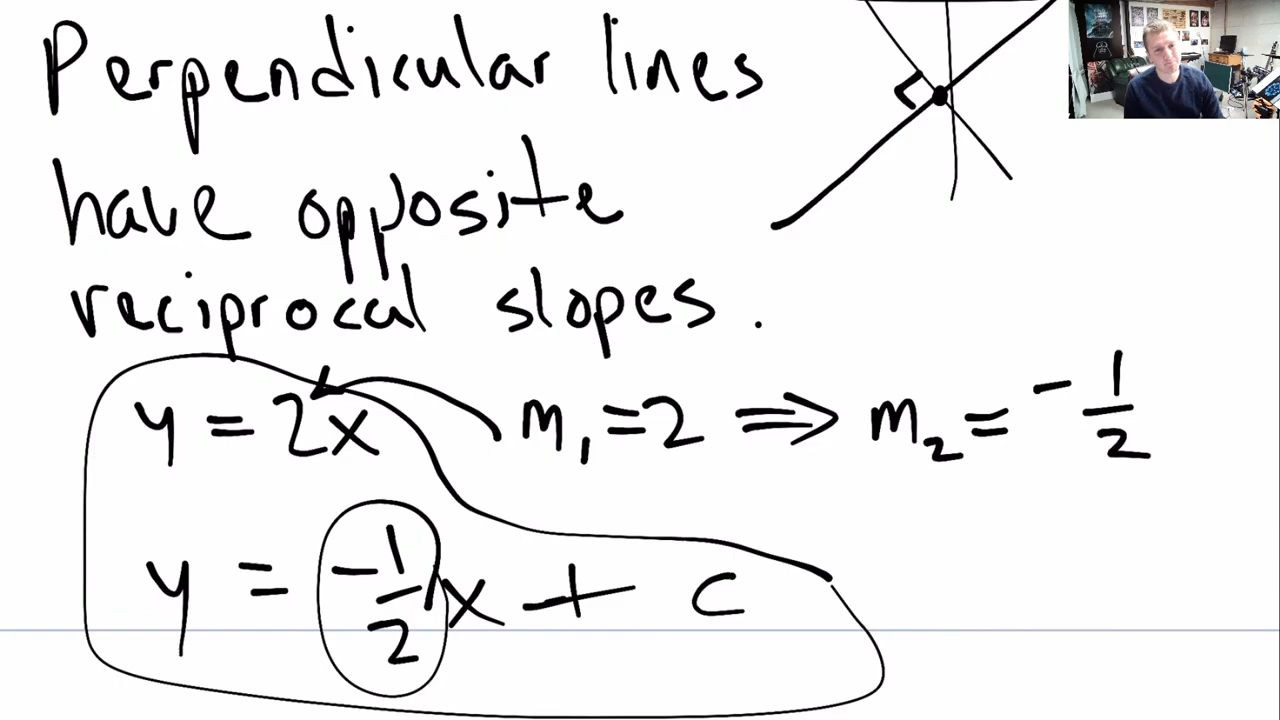 Perpendicular lines
have opposite
reciprocal slopes.
y = 2x m₁ = 2 ⟹ m₂ = -1/2
y = -1/2 x + c